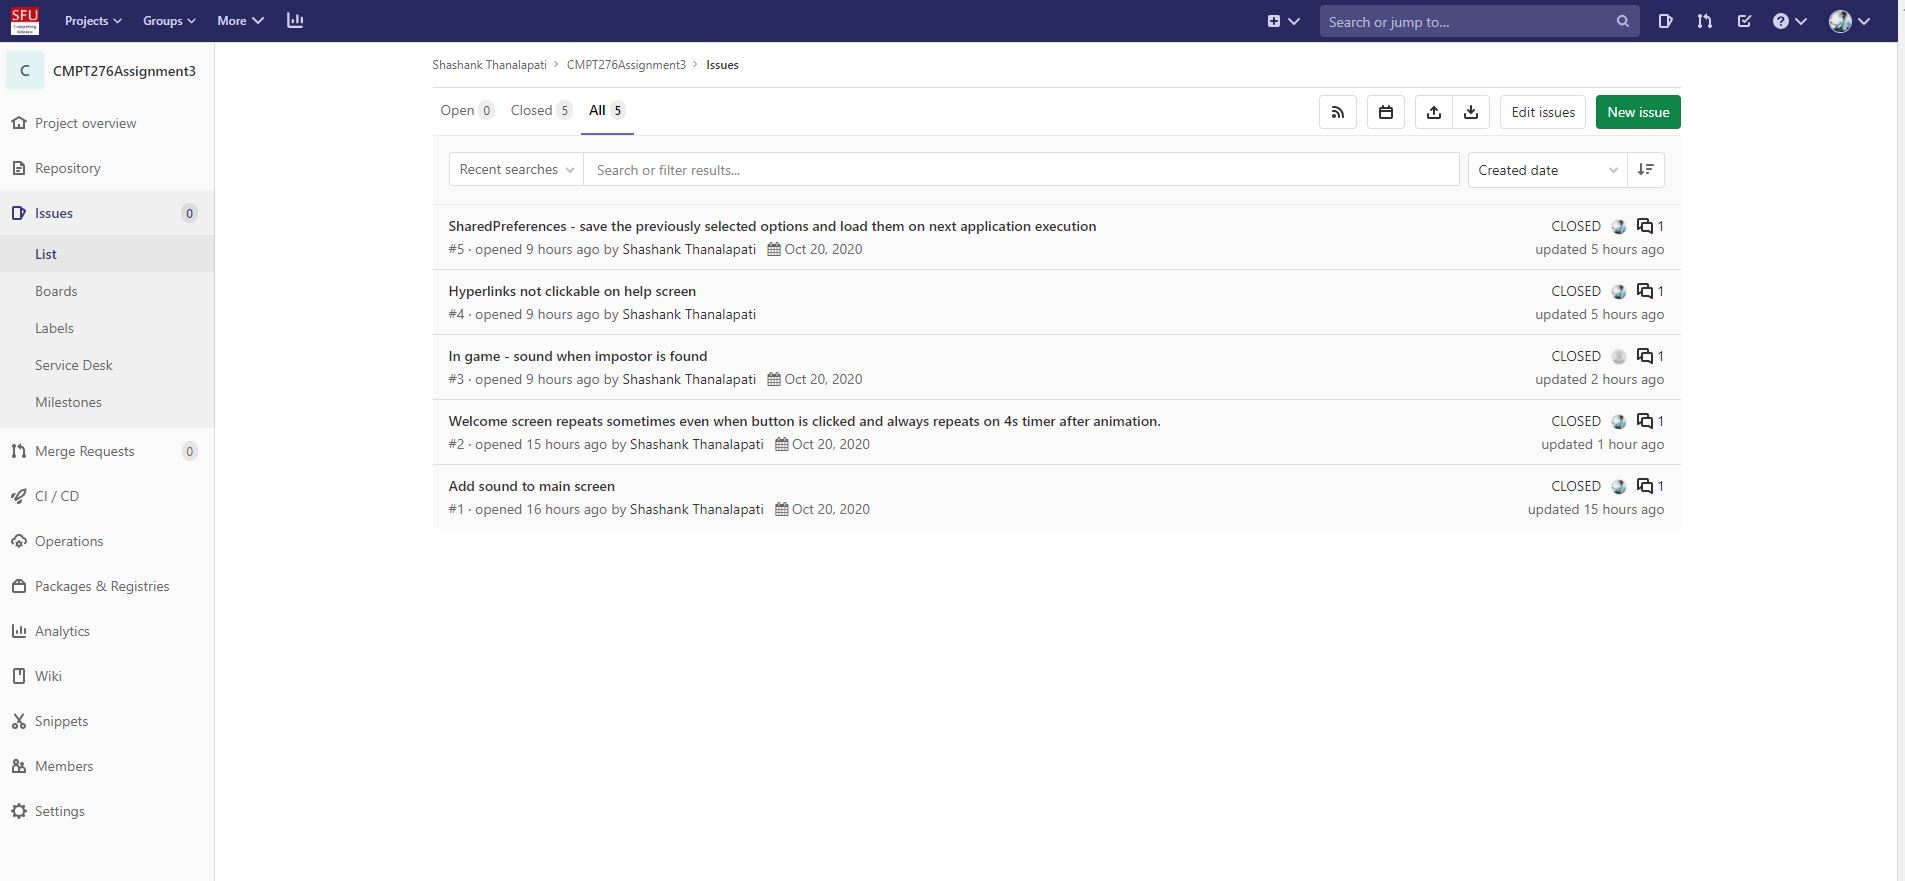 SFU
Computing
Science
Projects
Groups
More
Search or jump to...
C
CMPT276Assignment3
Project overview
Repository
Issues 0
List
Boards
Labels
Service Desk
Milestones
Merge Requests 0
CI / CD
Operations
Packages & Registries
Analytics
Wiki
Snippets
Members
Settings
Shashank Thanalapati > CMPT276Assignment3 > Issues
Open 0 Closed 5 All 5
Edit issues
New issue
Recent searches
Search or filter results...
Created date
SharedPreferences - save the previously selected options and load them on next application execution
CLOSED 1
#5 · opened 9 hours ago by Shashank Thanalapati Oct 20, 2020
updated 5 hours ago
Hyperlinks not clickable on help screen
CLOSED 1
#4 · opened 9 hours ago by Shashank Thanalapati
updated 5 hours ago
In game - sound when impostor is found
CLOSED 1
#3 · opened 9 hours ago by Shashank Thanalapati Oct 20, 2020
updated 2 hours ago
Welcome screen repeats sometimes even when button is clicked and always repeats on 4s timer after animation.
CLOSED 1
#2 · opened 15 hours ago by Shashank Thanalapati Oct 20, 2020
updated 1 hour ago
Add sound to main screen
CLOSED 1
#1 · opened 16 hours ago by Shashank Thanalapati Oct 20, 2020
updated 15 hours ago